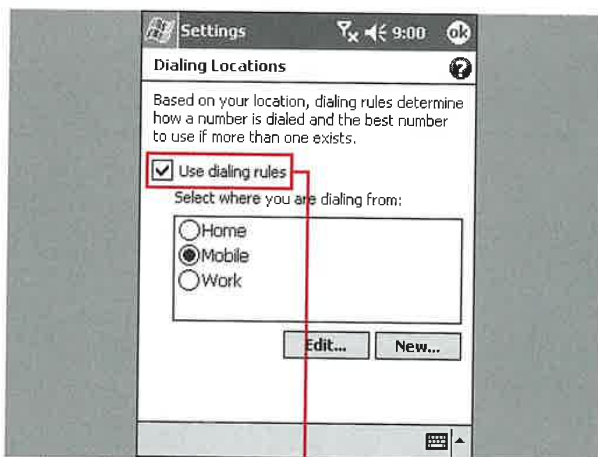 Settings 9:00 ok
Dialing Locations ?
Based on your location, dialing rules determine
how a number is dialed and the best number
to use if more than one exists.
Use dialing rules
Select where you are dialing from:
Home
Mobile
Work
Edit... New...